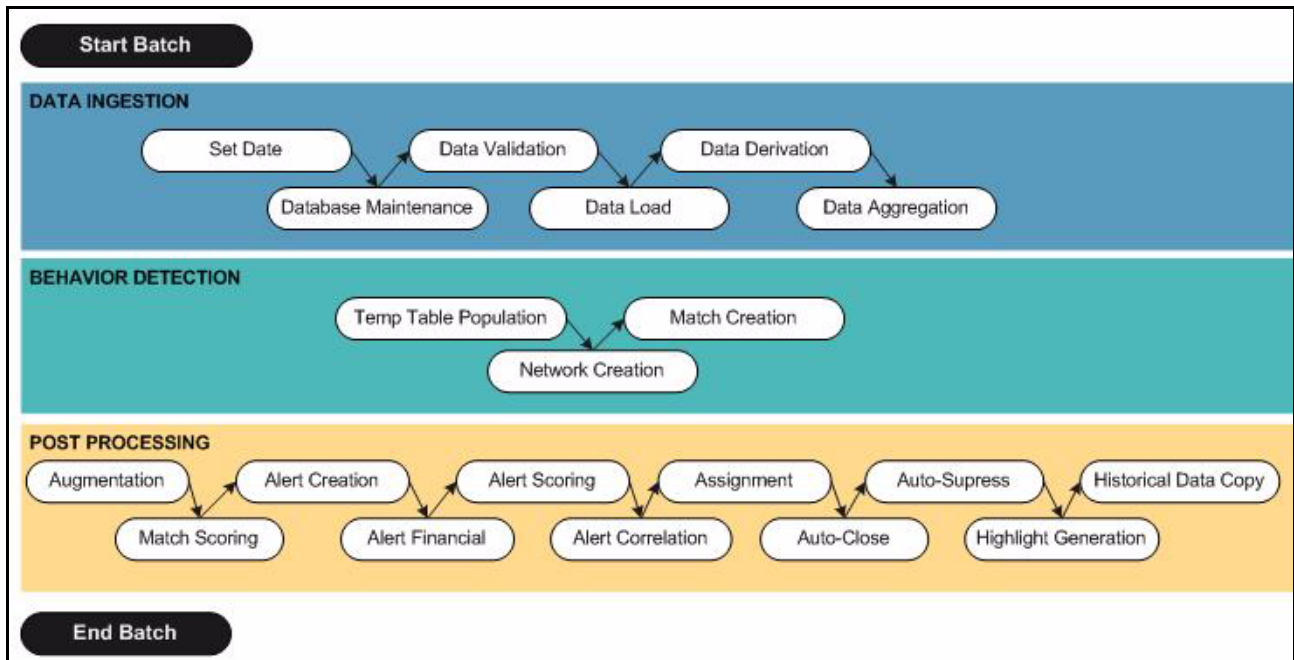 Start Batch
DATA INGESTION
Set Date
Data Validation
Data Derivation
Database Maintenance
Data Load
Data Aggregation
BEHAVIOR DETECTION
Temp Table Population
Match Creation
Network Creation
POST PROCESSING
Augmentation
Alert Creation
Alert Scoring
Assignment
Auto-Supress
Historical Data Copy
Match Scoring
Alert Financial
Alert Correlation
Auto-Close
Highlight Generation
End Batch